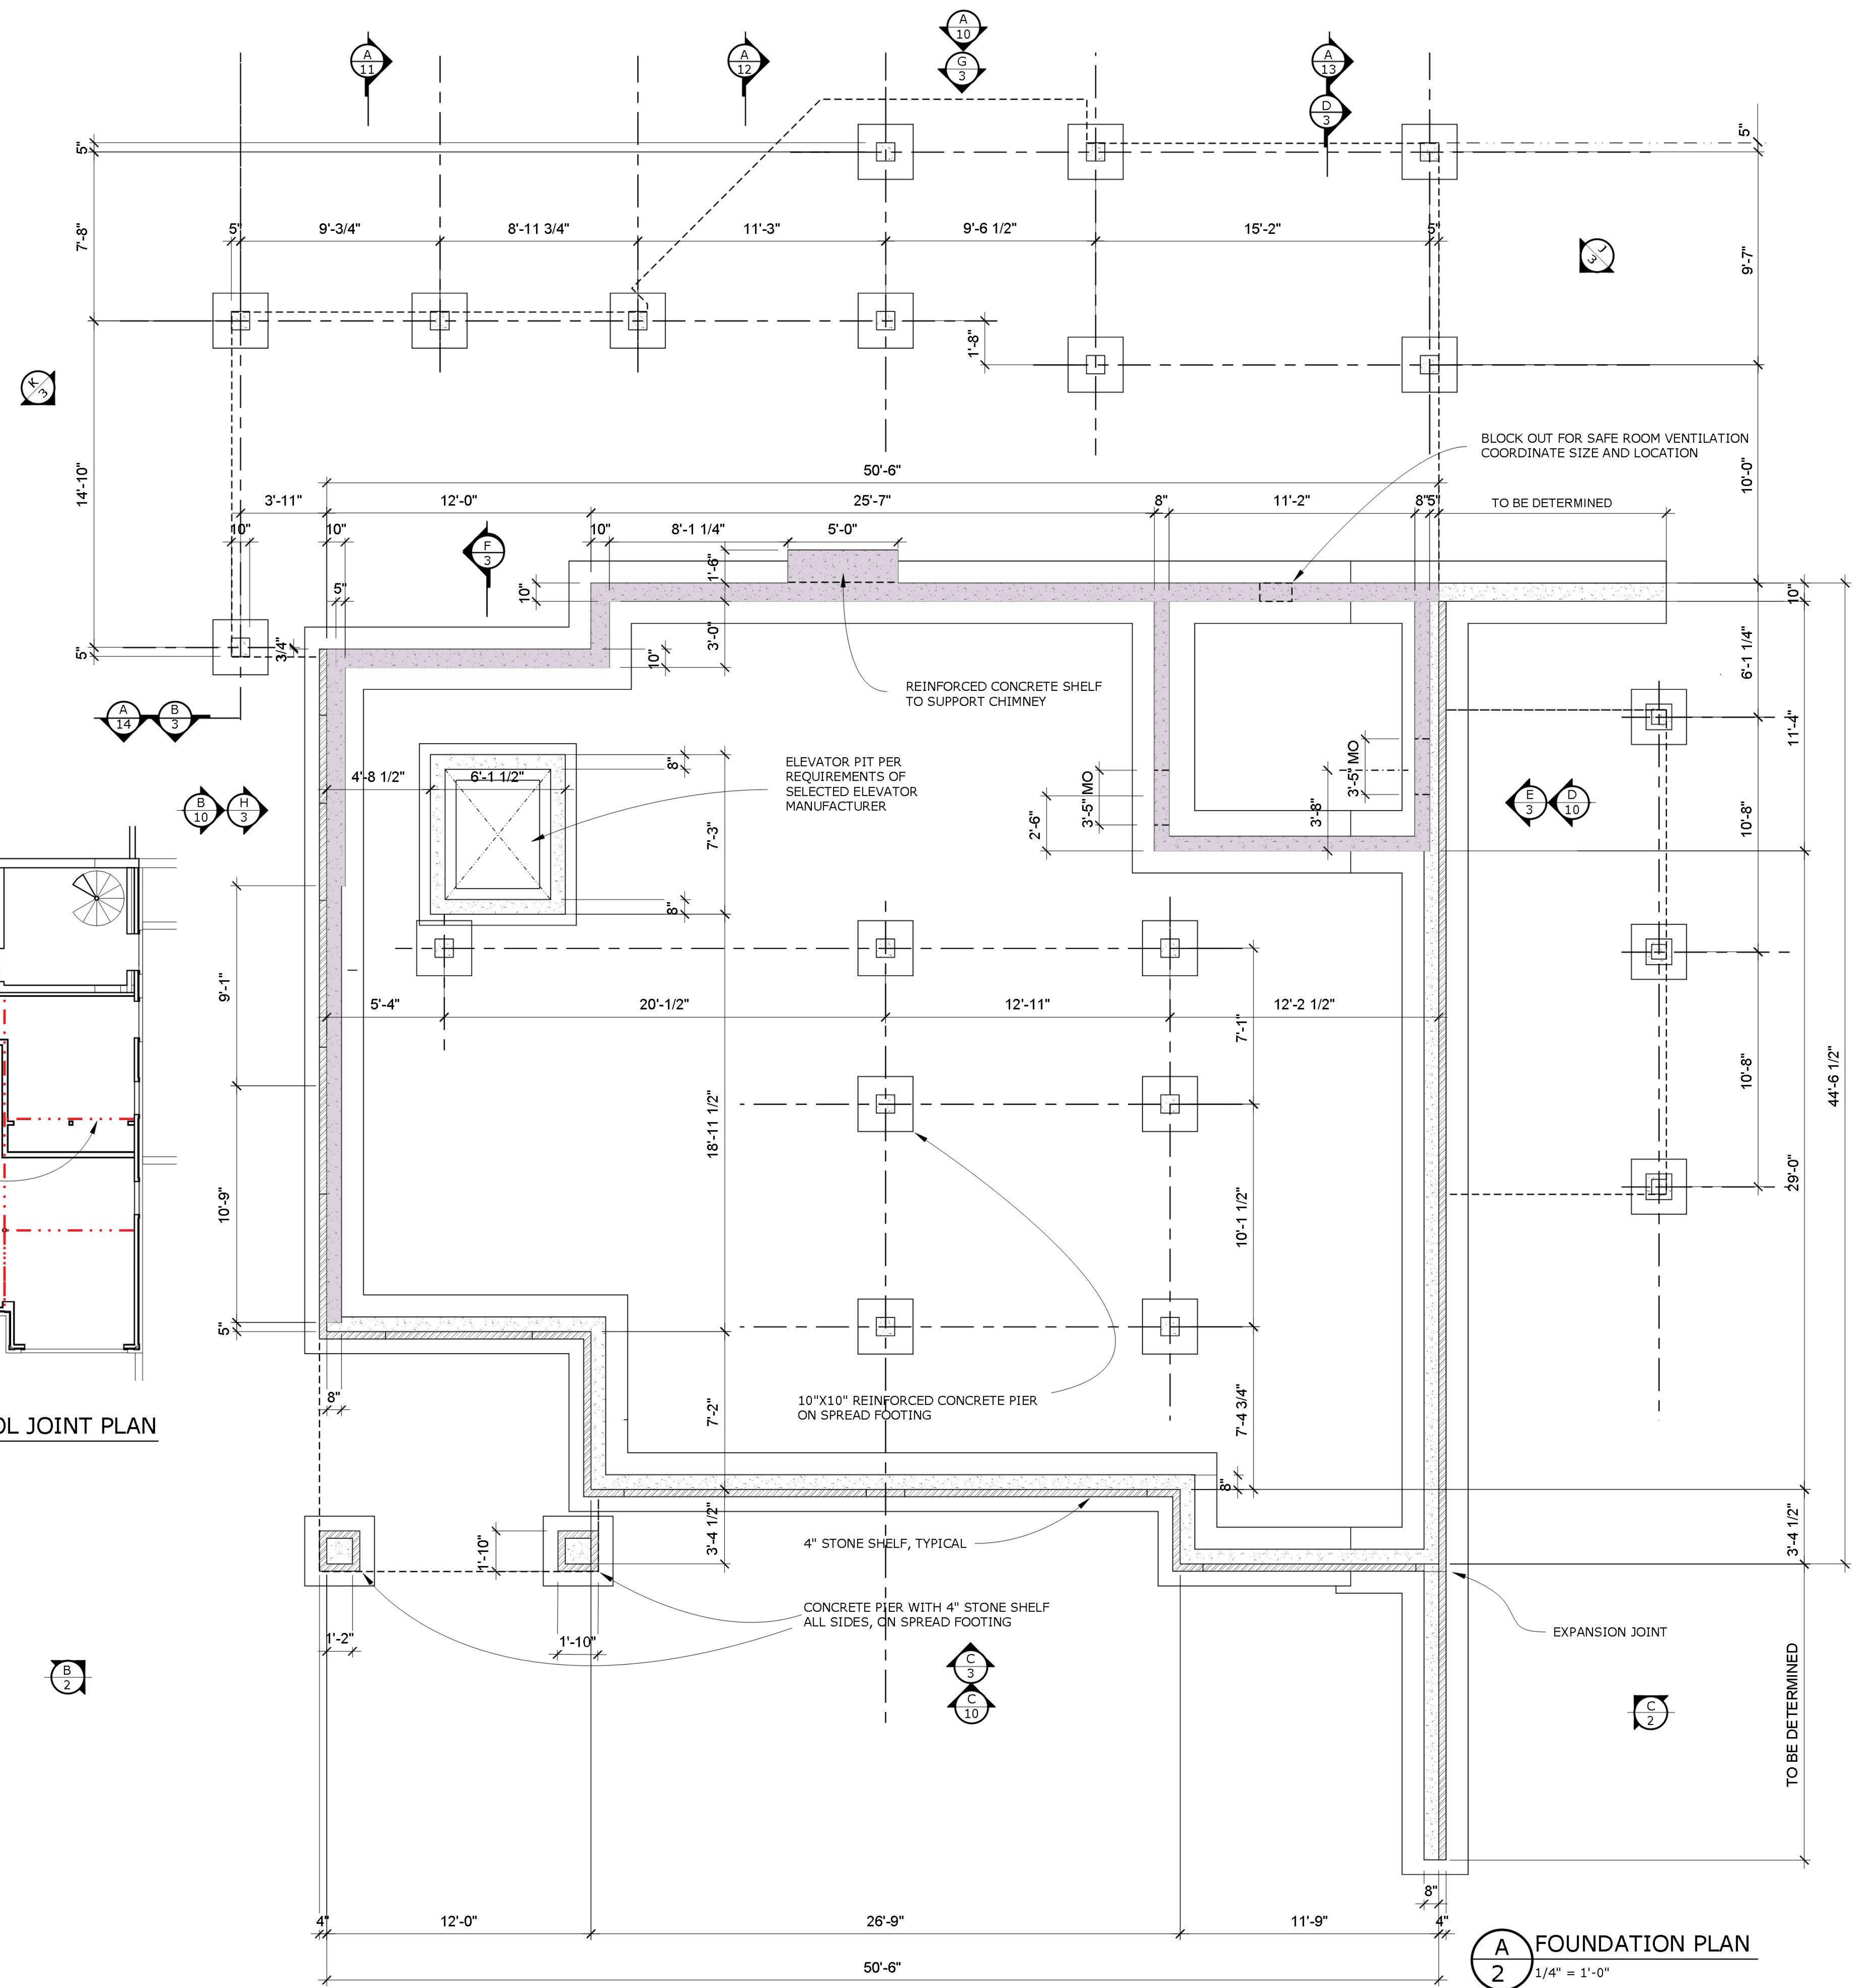 A
10
A
11
A
12
G
3
A
13
D
3
5"
5"
7'-8"
5"
9'-3/4"
8'-11 3/4"
11'-3"
9'-6 1/2"
15'-2"
5"
J
3
9'-7"
1'-8"
K
3
BLOCK OUT FOR SAFE ROOM VENTILATION
COORDINATE SIZE AND LOCATION
50'-6"
14'-10"
10'-0"
3'-11"
12'-0"
25'-7"
8"
11'-2"
8"
5"
TO BE DETERMINED
10"
10"
10"
8'-1 1/4"
5'-0"
F
3
1'-6"
5"
10"
10"
3'-0"
10"
5"
3/4"
6'-1 1/4"
REINFORCED CONCRETE SHELF
TO SUPPORT CHIMNEY
A
14
B
3
11'-4"
ELEVATOR PIT PER
REQUIREMENTS OF
SELECTED ELEVATOR
MANUFACTURER
8"
4'-8 1/2"
6'-1 1/2"
3'-5" MO
3'-5" MO
B
10
H
3
E
3
D
10
7'-3"
2'-6"
3'-8"
10'-8"
8"
9'-1"
5'-4"
20'-1/2"
12'-11"
12'-2 1/2"
7'-1"
10'-8"
44'-6 1/2"
18'-11 1/2"
29'-0"
10'-9"
10'-1 1/2"
5"
8"
10"X10" REINFORCED CONCRETE PIER
ON SPREAD FOOTING
7'-2"
7'-4 3/4"
OL JOINT PLAN
8"
4" STONE SHELF, TYPICAL
1'-10"
3'-4 1/2"
3'-4 1/2"
CONCRETE PIER WITH 4" STONE SHELF
ALL SIDES, ON SPREAD FOOTING
1'-2"
1'-10"
EXPANSION JOINT
B
2
C
3
C
10
C
2
TO BE DETERMINED
8"
4"
12'-0"
26'-9"
11'-9"
4"
50'-6"
A
2
FOUNDATION PLAN
1/4" = 1'-0"